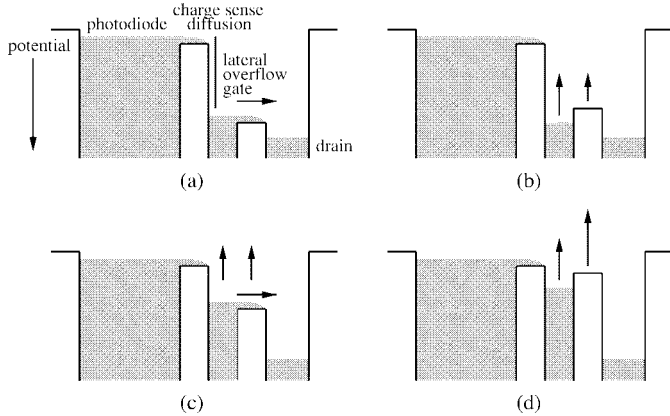 charge sense
photodiode diffusion
potential
lateral
overflow
gate
drain
(a)
(b)
(c)
(d)